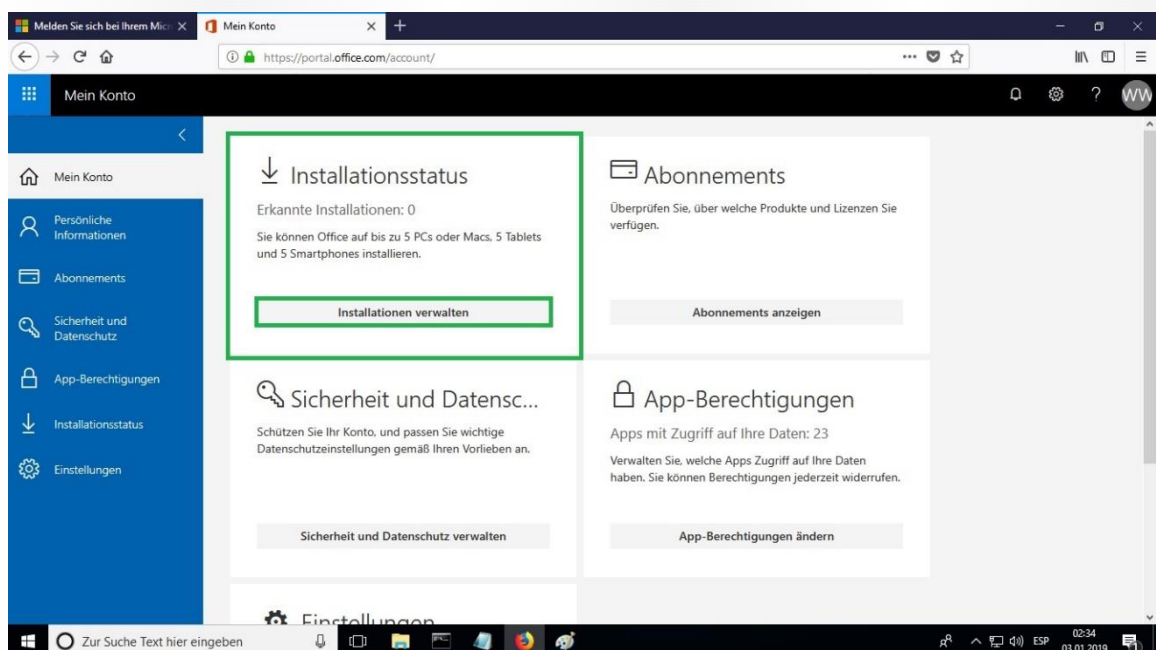 Melden Sie sich bei Ihrem Micr
Mein Konto
https://portal.office.com/account/
Mein Konto
WW
Mein Konto
Persönliche
Informationen
Abonnements
Sicherheit und
Datenschutz
App-Berechtigungen
Installationsstatus
Einstellungen
Installationsstatus
Erkannte Installationen: 0
Sie können Office auf bis zu 5 PCs oder Macs, 5 Tablets
und 5 Smartphones installieren.
Installationen verwalten
Abonnements
Überprüfen Sie, über welche Produkte und Lizenzen Sie
verfügen.
Abonnements anzeigen
Sicherheit und Datensc...
Schützen Sie Ihr Konto, und passen Sie wichtige
Datenschutzeinstellungen gemäß Ihren Vorlieben an.
Sicherheit und Datenschutz verwalten
App-Berechtigungen
Apps mit Zugriff auf Ihre Daten: 23
Verwalten Sie, welche Apps Zugriff auf Ihre Daten
haben. Sie können Berechtigungen jederzeit widerrufen.
App-Berechtigungen ändern
Einstellungen
Zur Suche Text hier eingeben
ESP
02:34
03.01.2019